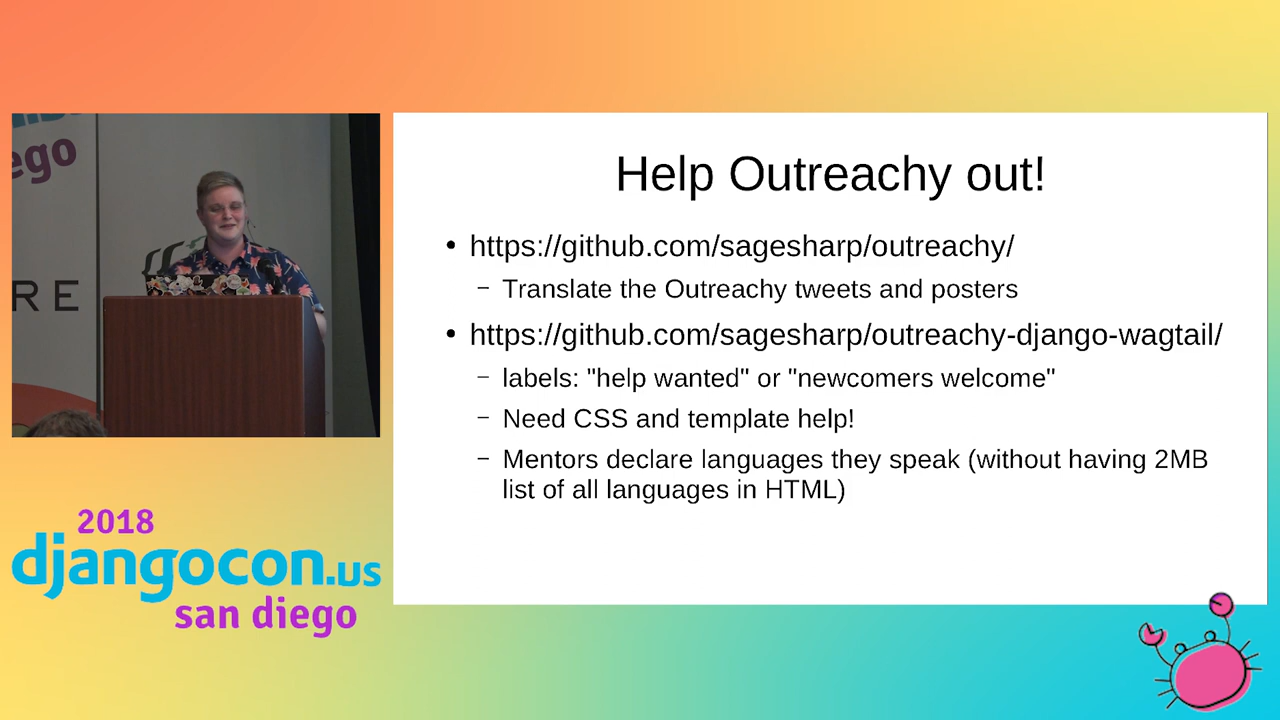 ego
RE
Help Outreachy out!
• https://github.com/sagesharp/outreachy/
– Translate the Outreachy tweets and posters
• https://github.com/sagesharp/outreachy-django-wagtail/
– labels: "help wanted" or "newcomers welcome"
– Need CSS and template help!
– Mentors declare languages they speak (without having 2MB
list of all languages in HTML)
2018
djangocon.us
san diego